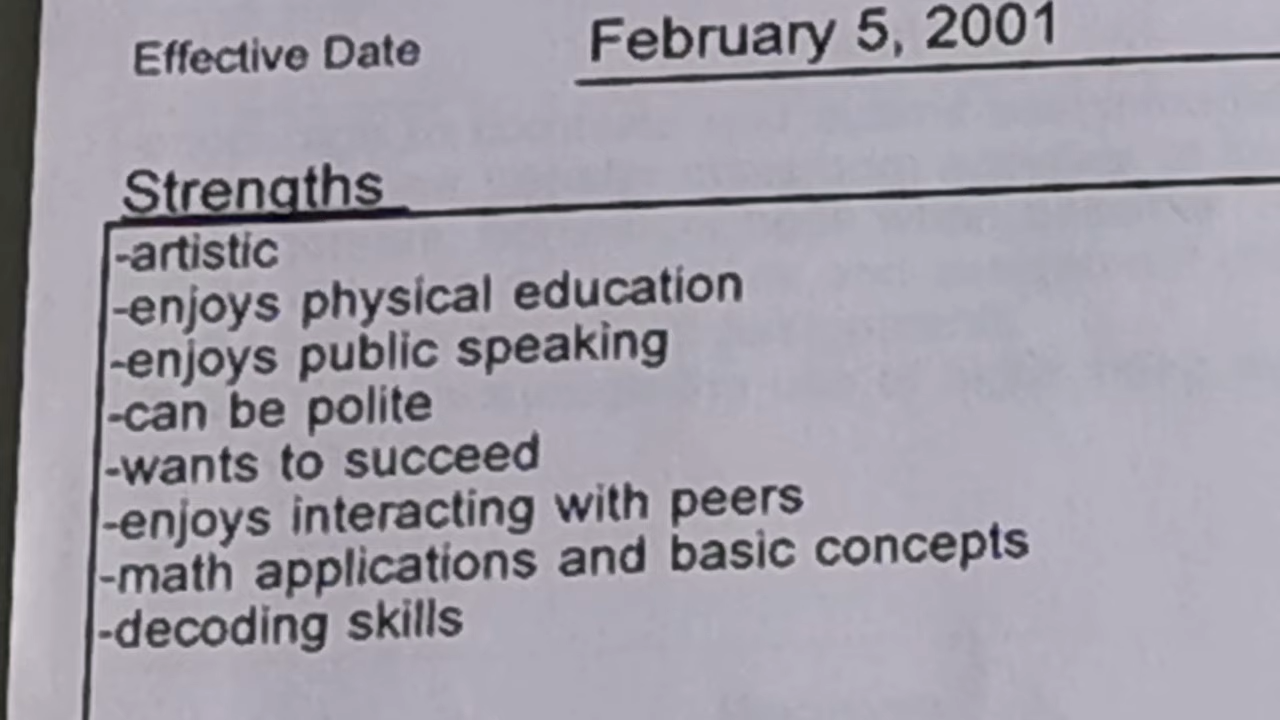 Effective Date February 5, 2001
Strengths
-artistic
-enjoys physical education
-enjoys public speaking
-can be polite
-wants to succeed
-enjoys interacting with peers
-math applications and basic concepts
-decoding skills